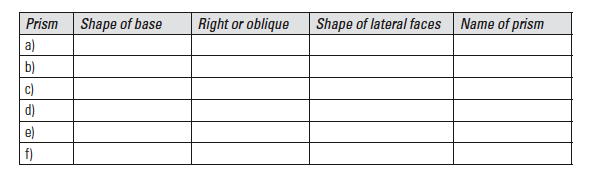 Prism Shape of base Right or oblique Shape of lateral faces Name of prism
a)
b)
c)
d)
e)
f)